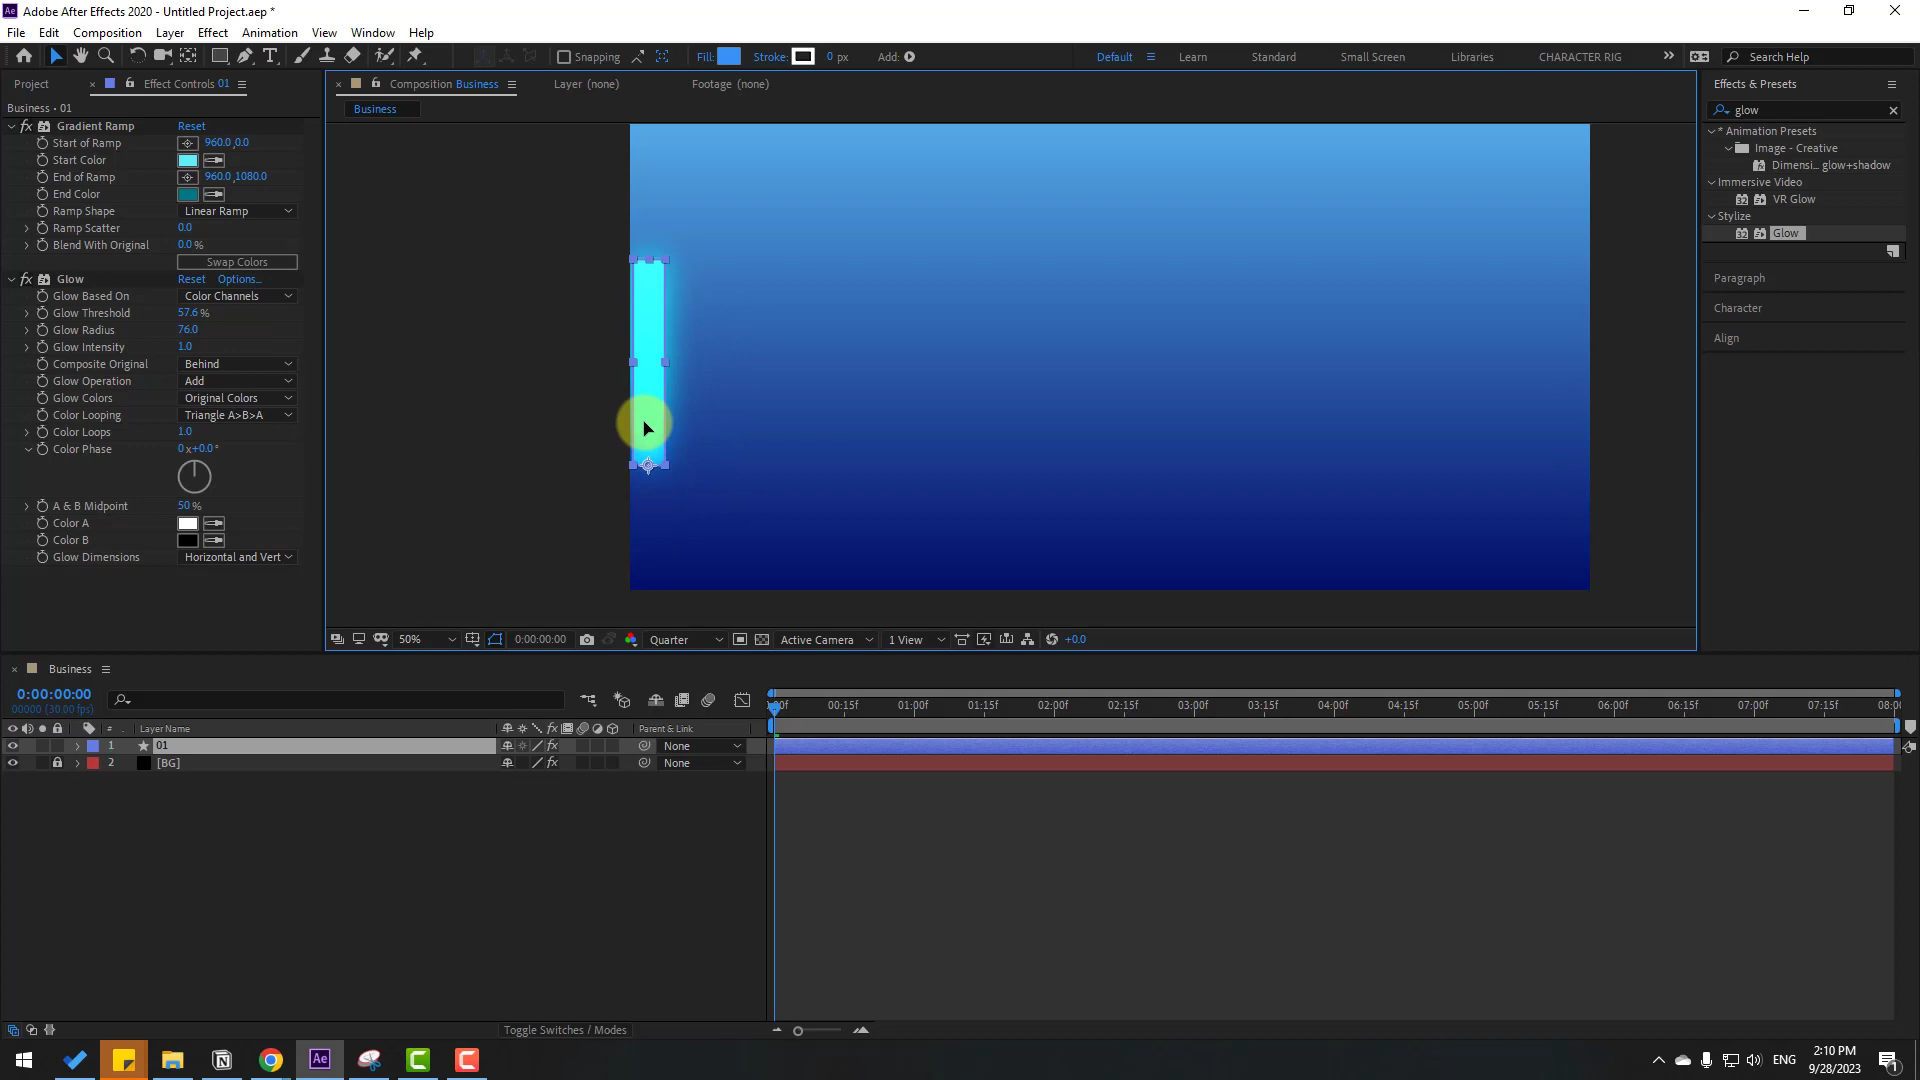 Adobe After Effects 2020 - Untitled Project.aep *
File Edit Composition Layer Effect Animation View Window Help
Snapping Fill: Stroke: 0 px Add: Default Learn Standard Small Screen Libraries CHARACTER RIG Search Help
Project Effect Controls 01
Business • 01
Gradient Ramp Reset
Start of Ramp 960.0,0.0
Start Color
End of Ramp 960.0,1080.0
End Color
Ramp Shape Linear Ramp
Ramp Scatter 0.0
Blend With Original 0.0 %
Swap Colors
Glow Reset Options...
Glow Based On Color Channels
Glow Threshold 57.6 %
Glow Radius 76.0
Glow Intensity 1.0
Composite Original Behind
Glow Operation Add
Glow Colors Original Colors
Color Looping Triangle A>B>A
Color Loops 1.0
Color Phase 0x+0.0°
A & B Midpoint 50 %
Color A
Color B
Glow Dimensions Horizontal and Vert
Composition Business Layer (none) Footage (none)
Business
50% 0:00:00:00 Quarter Active Camera 1 View +0.0
Effects & Presets
glow
* Animation Presets
Image - Creative
Dimensi... glow+shadow
Immersive Video
32 VR Glow
Stylize
32 Glow
Paragraph
Character
Align
Business
0:00:00:00
00000 (30.00 fps)
:00f 00:15f 01:00f 01:15f 02:00f 02:15f 03:00f 03:15f 04:00f 04:15f 05:00f 05:15f 06:00f 06:15f 07:00f 07:15f 08:00
# Layer Name Parent & Link
1 01 None
2 [BG] None
Toggle Switches / Modes
Ae
ENG
2:10 PM
9/28/2023
1